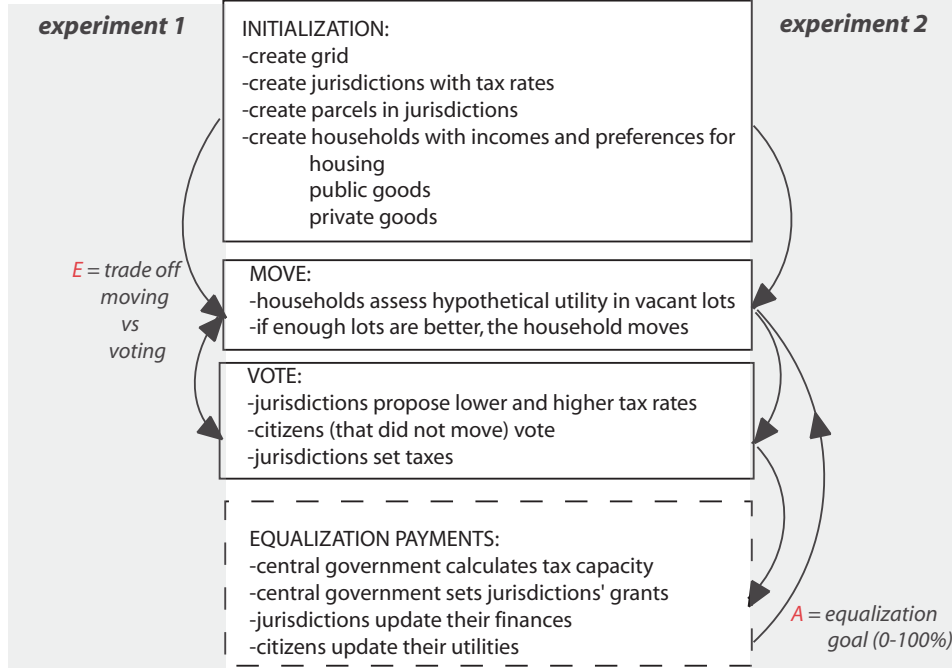 experiment 1
experiment 2
INITIALIZATION:
-create grid
-create jurisdictions with tax rates
-create parcels in jurisdictions
-create households with incomes and preferences for
housing
public goods
private goods
E = trade off
moving
vs
voting
MOVE:
-households assess hypothetical utility in vacant lots
-if enough lots are better, the household moves
VOTE:
-jurisdictions propose lower and higher tax rates
-citizens (that did not move) vote
-jurisdictions set taxes
EQUALIZATION PAYMENTS:
-central government calculates tax capacity
-central government sets jurisdictions' grants
-jurisdictions update their finances
-citizens update their utilities
A = equalization
goal (0-100%)